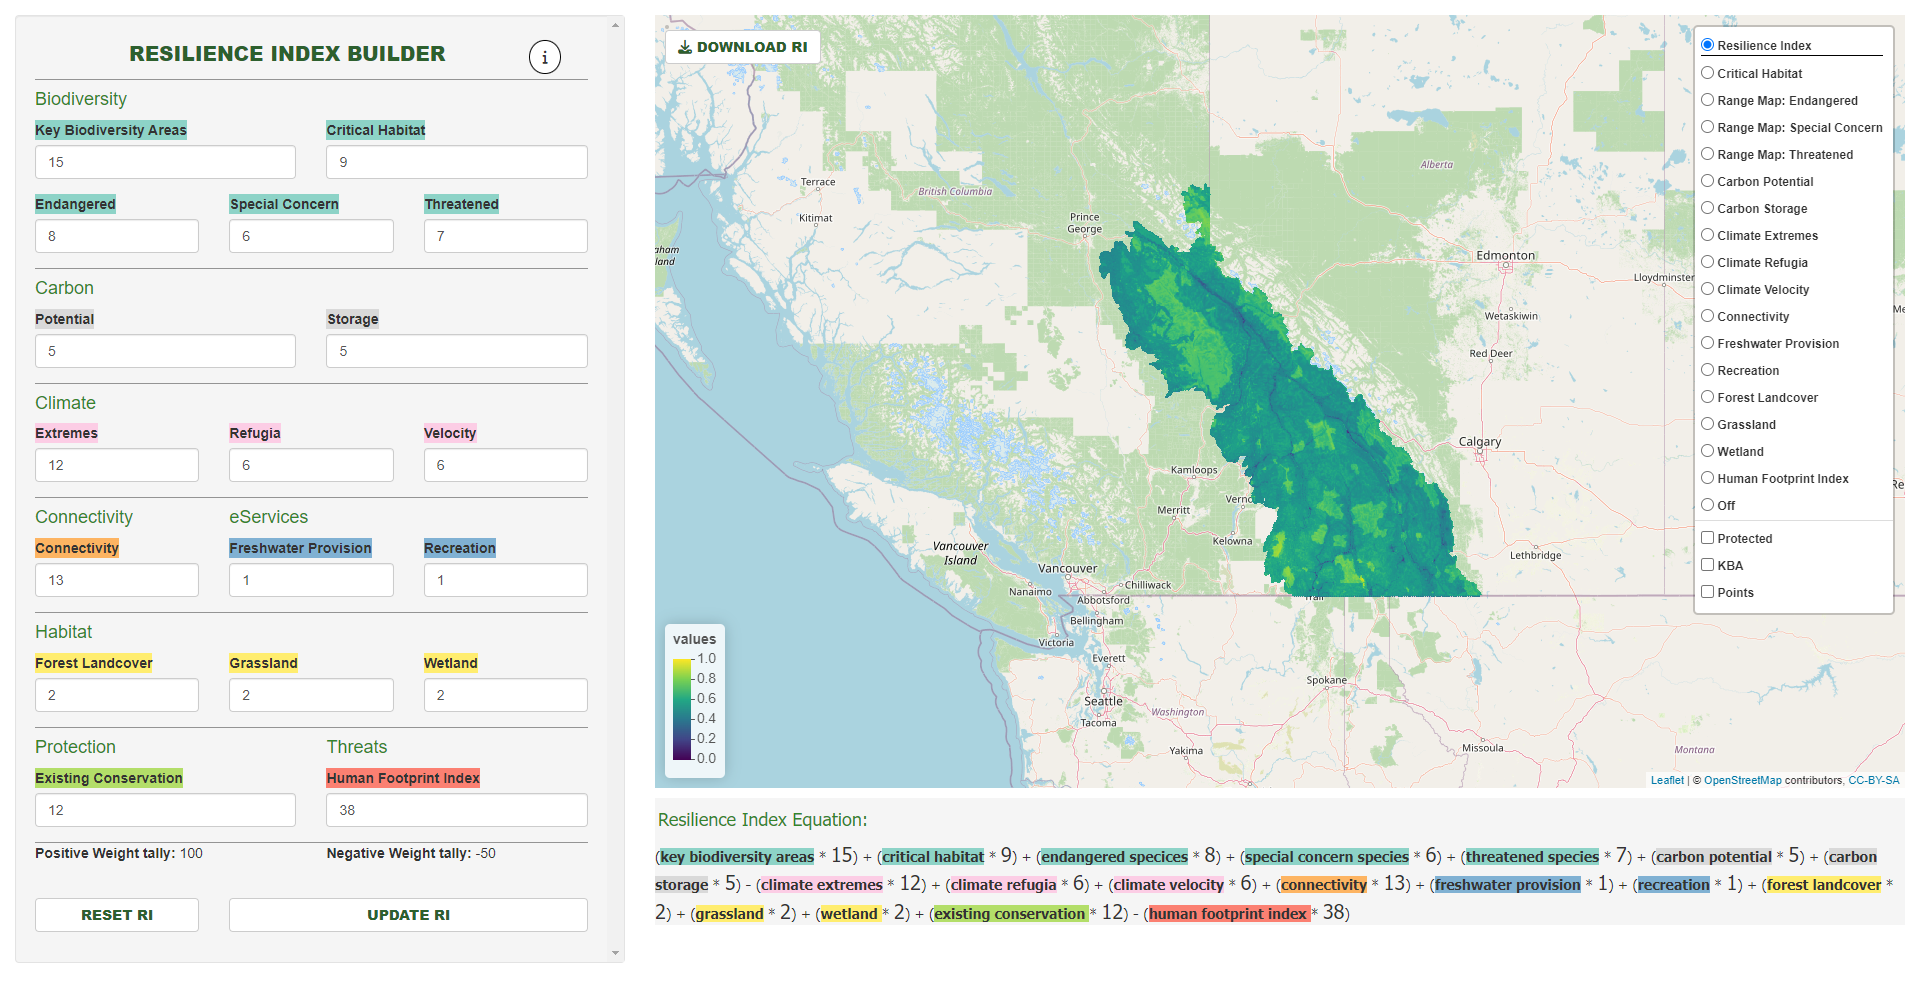 RESILIENCE INDEX BUILDER
i
Biodiversity
Key Biodiversity Areas
Critical Habitat
15
9
Endangered
Special Concern
Threatened
8
6
7
Carbon
Potential
Storage
5
5
Climate
Extremes
Refugia
Velocity
12
6
6
Connectivity
eServices
Connectivity
Freshwater Provision
Recreation
13
1
1
Habitat
Forest Landcover
Grassland
Wetland
2
2
2
Protection
Threats
Existing Conservation
Human Footprint Index
12
38
Positive Weight tally: 100
Negative Weight tally: -50
RESET RI
UPDATE RI
DOWNLOAD RI
Terrace
Kitimat
British Columbia
Prince
George
Alberta
Edmonton
Lloydminster
Wetaskiwin
Red Deer
Calgary
Kamloops
Merritt
Kelowna
Lethbridge
Vancouver
Island
Vancouver
Nanaimo
Chilliwack
Abbotsford
Bellingham
Victoria
Everett
Seattle
Tacoma
Washington
Yakima
Spokane
Missoula
Montana
Trail
values
1.0
0.8
0.6
0.4
0.2
0.0
Resilience Index
Critical Habitat
Range Map: Endangered
Range Map: Special Concern
Range Map: Threatened
Carbon Potential
Carbon Storage
Climate Extremes
Climate Refugia
Climate Velocity
Connectivity
Freshwater Provision
Recreation
Forest Landcover
Grassland
Wetland
Human Footprint Index
Off
Protected
KBA
Points
Leaflet | © OpenStreetMap contributors, CC-BY-SA
Resilience Index Equation:
(key biodiversity areas * 15) + (critical habitat * 9) + (endangered specices * 8) + (special concern species * 6) + (threatened species * 7) + (carbon potential * 5) + (carbon
storage * 5) - (climate extremes * 12) + (climate refugia * 6) + (climate velocity * 6) + (connectivity * 13) + (freshwater provision * 1) + (recreation * 1) + (forest landcover *
2) + (grassland * 2) + (wetland * 2) + (existing conservation * 12) - (human footprint index * 38)